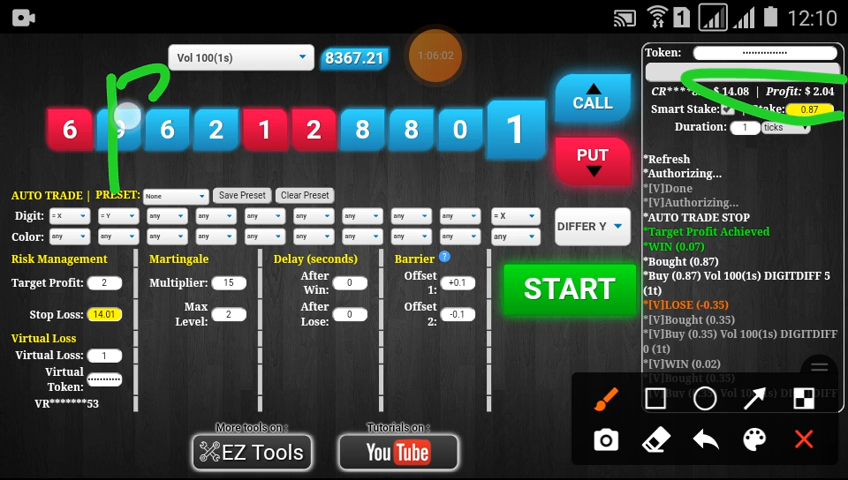 12:10
1
Vol 100(1s)
8367.21
1:06:02
Token:
$ 14.08 | Profit: $ 2.04
Smart Stake:
0.87
Duration: 1 ticks
6 9 6 2 1 2 8 8 0 1
CALL
PUT
AUTO TRADE | PRESET: None Save Preset Clear Preset
Digit: = X = Y any any any any any any any = X
Color: any any any any any any any any any any
DIFFER Y
START
Risk Management
Target Profit: 2
Stop Loss: 14.01
Virtual Loss
Virtual Loss: 1
Virtual
Token:
VR*******53
Martingale
Multiplier: 15
Max
Level: 2
Delay (seconds)
After
Win: 0
After
Lose: 0
Barrier ?
Offset
1: +0.1
Offset
2: -0.1
*Refresh
*Authorizing...
*[V]Done
*[V]Authorizing...
*AUTO TRADE STOP
*Target Profit Achieved
*WIN (0.07)
*Bought (0.87)
*Buy (0.87) Vol 100(1s) DIGITDIFF 5
(1t)
*[V]LOSE (-0.35)
*[V]Bought (0.35)
*[V]Buy (0.35) Vol 100(1s) DIGITDIFF
0 (1t)
*[V]WIN (0.02)
*[V]Bought (0.35)
More tools on :
EZ Tools
Tutorials on :
YouTube